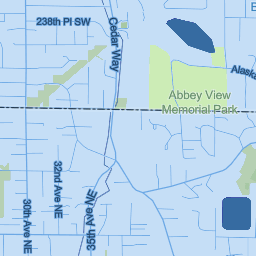 238th Pl SW
Cedar Way
Alaska
Abbey View
Memorial Park
32nd Ave NE
30th Ave NE
35th Ave NE